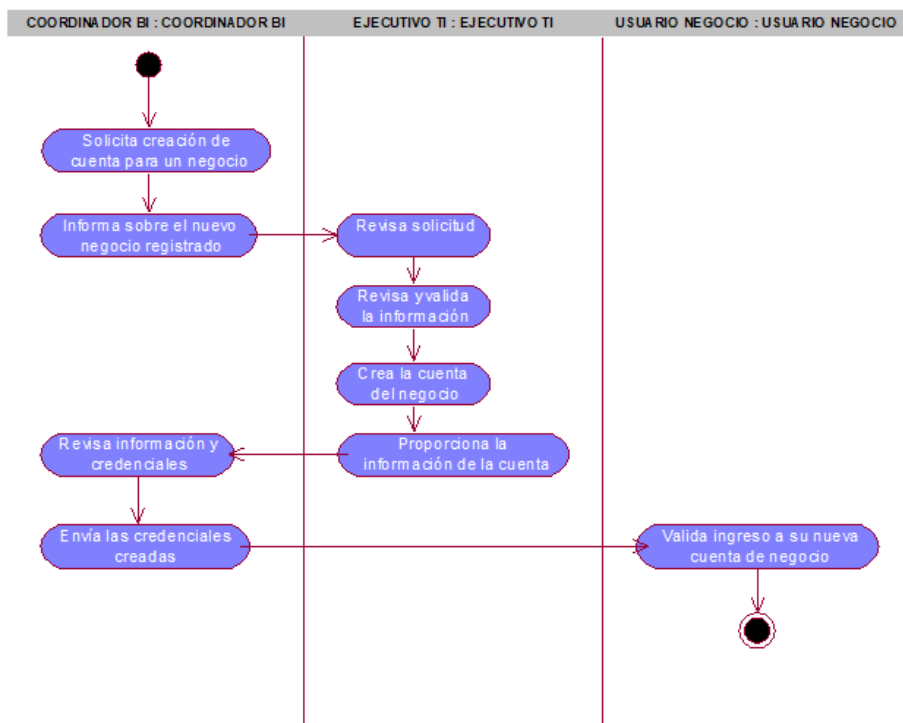 COORDINADOR BI : COORDINADOR BI
EJECUTIVO TI : EJECUTIVO TI
USUARIO NEGOCIO : USUARIO NEGOCIO
Solicita creación de
cuenta para un negocio
Informa sobre el nuevo
negocio registrado
Revisa solicitud
Revisa y valida
la información
Crea la cuenta
del negocio
Proporciona la
información de la cuenta
Revisa información y
credenciales
Envía las credenciales
creadas
Valida ingreso a su nueva
cuenta de negocio